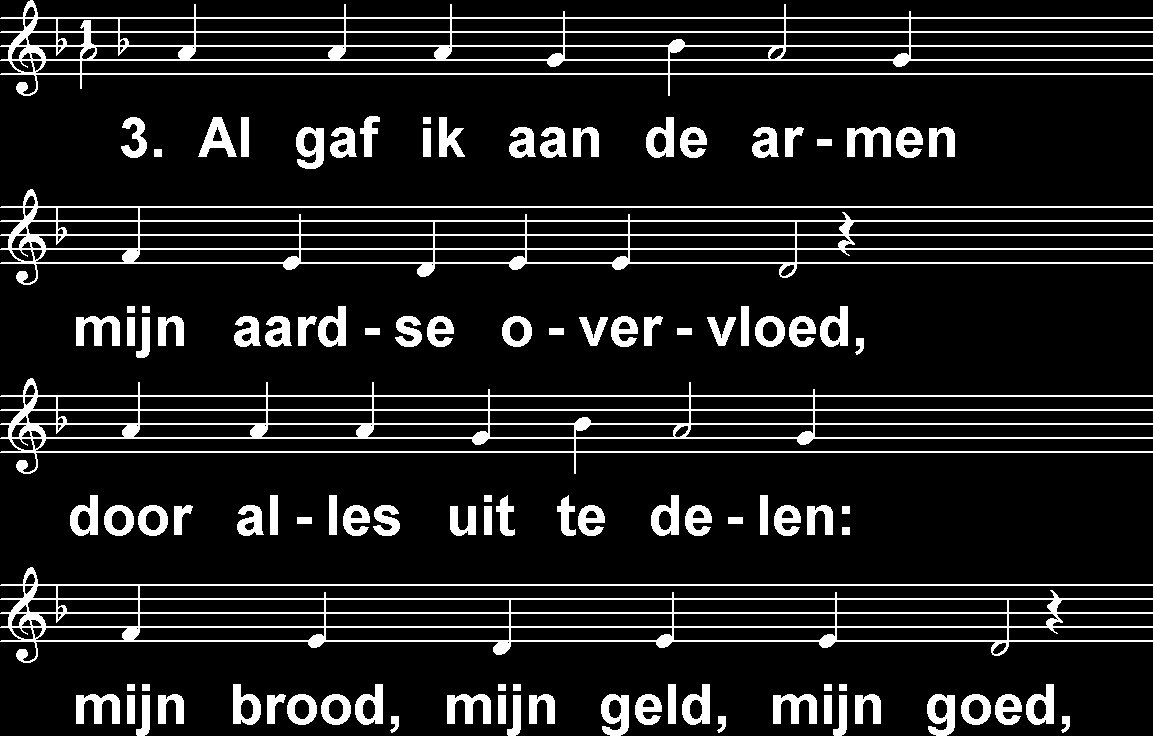 3. Al gaf ik aan de ar - men
mijn aard - se o - ver - vloed,
door al - les uit te de - len:
mijn brood, mijn geld, mijn goed,